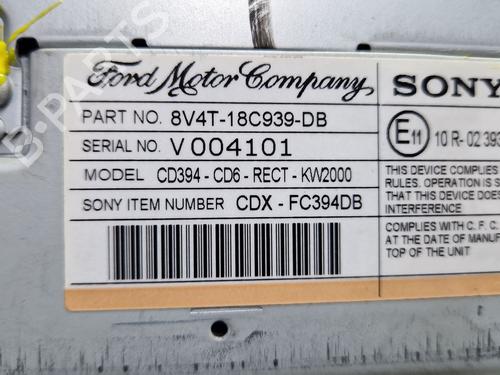 Ford Motor Company
SONY
PART NO. 8V4T-18C939-DB
SERIAL NO. V004101
MODEL CD394 - CD6 - RECT - KW2000
SONY ITEM NUMBER CDX - FC394DB
E11 10 R- 02 393
THIS DEVICE COMPLIES
RULES. OPERATION IS S
THAT THIS DEVICE DOES
INTERFERENCE
COMPLIES WITH C. F. C.
AT THE DATE OF MANUF
TOP OF THE UNIT
B-PARTS